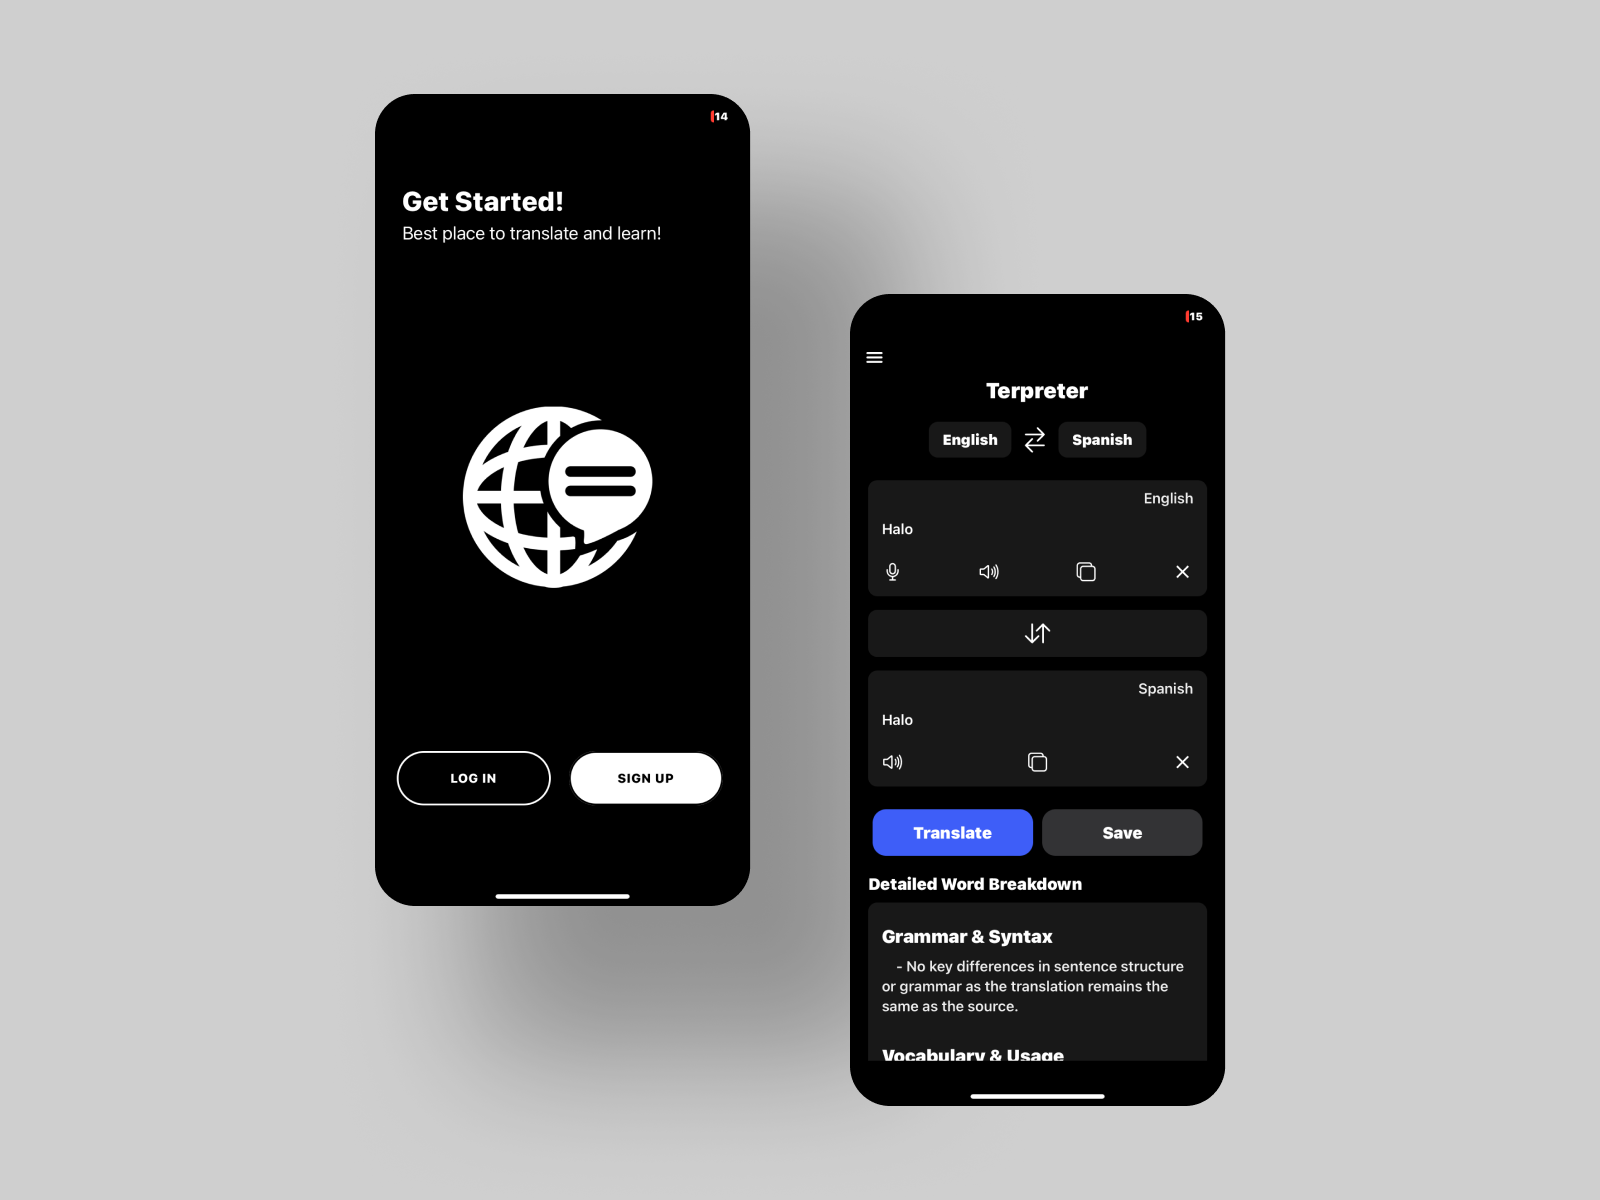 14
Get Started!
Best place to translate and learn!
LOG IN
SIGN UP
15
Terpreter
English
Spanish
English
Halo
Spanish
Halo
Translate
Save
Detailed Word Breakdown
Grammar & Syntax
- No key differences in sentence structure
or grammar as the translation remains the
same as the source.
Vocabulary & Usage